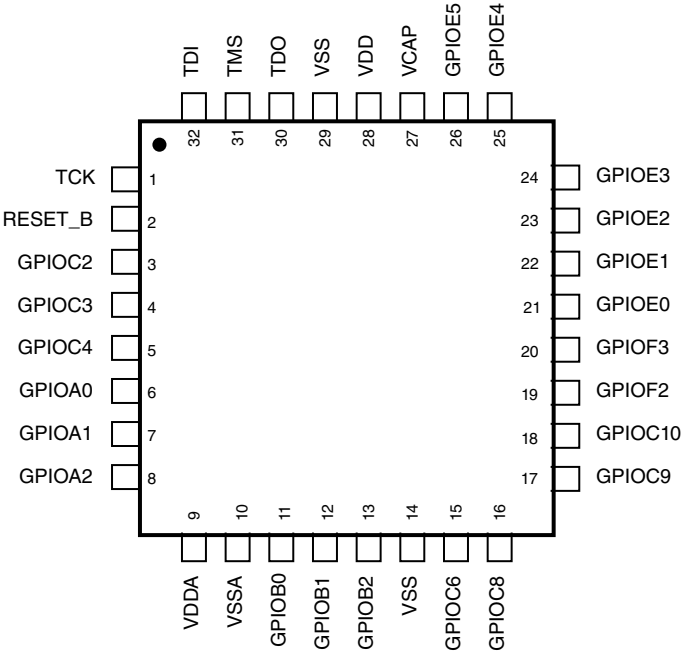 TDI TMS TDO VSS VDD VCAP GPIOE5 GPIOE4
32 31 30 29 28 27 26 25
TCK 1 24 GPIOE3
RESET_B 2 23 GPIOE2
GPIOC2 3 22 GPIOE1
GPIOC3 4 21 GPIOE0
GPIOC4 5 20 GPIOF3
GPIOA0 6 19 GPIOF2
GPIOA1 7 18 GPIOC10
GPIOA2 8 17 GPIOC9
9 10 11 12 13 14 15 16
VDDA VSSA GPIOB0 GPIOB1 GPIOB2 VSS GPIOC6 GPIOC8